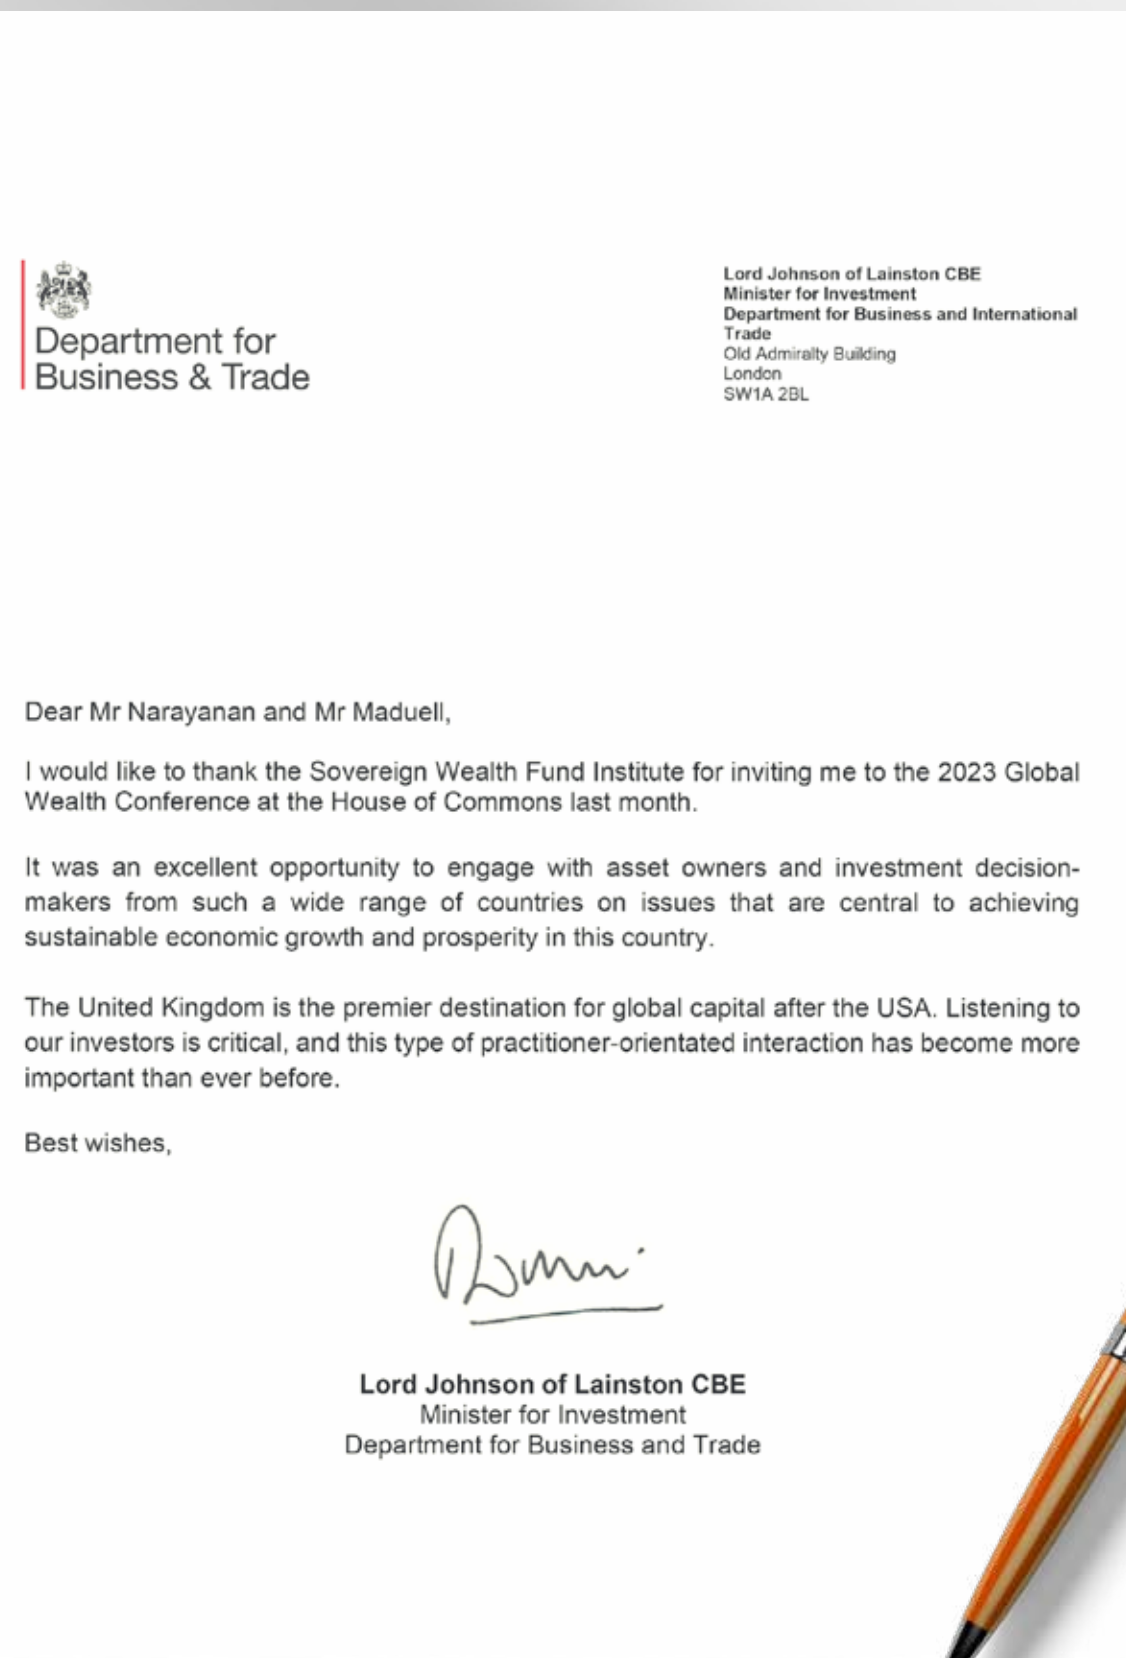 Department for
Business & Trade
Lord Johnson of Lainston CBE
Minister for Investment
Department for Business and International
Trade
Old Admiralty Building
London
SW1A 2BL
Dear Mr Narayanan and Mr Maduell,
I would like to thank the Sovereign Wealth Fund Institute for inviting me to the 2023 Global
Wealth Conference at the House of Commons last month.
It was an excellent opportunity to engage with asset owners and investment decision-
makers from such a wide range of countries on issues that are central to achieving
sustainable economic growth and prosperity in this country.
The United Kingdom is the premier destination for global capital after the USA. Listening to
our investors is critical, and this type of practitioner-orientated interaction has become more
important than ever before.
Best wishes,
Lord Johnson of Lainston CBE
Minister for Investment
Department for Business and Trade